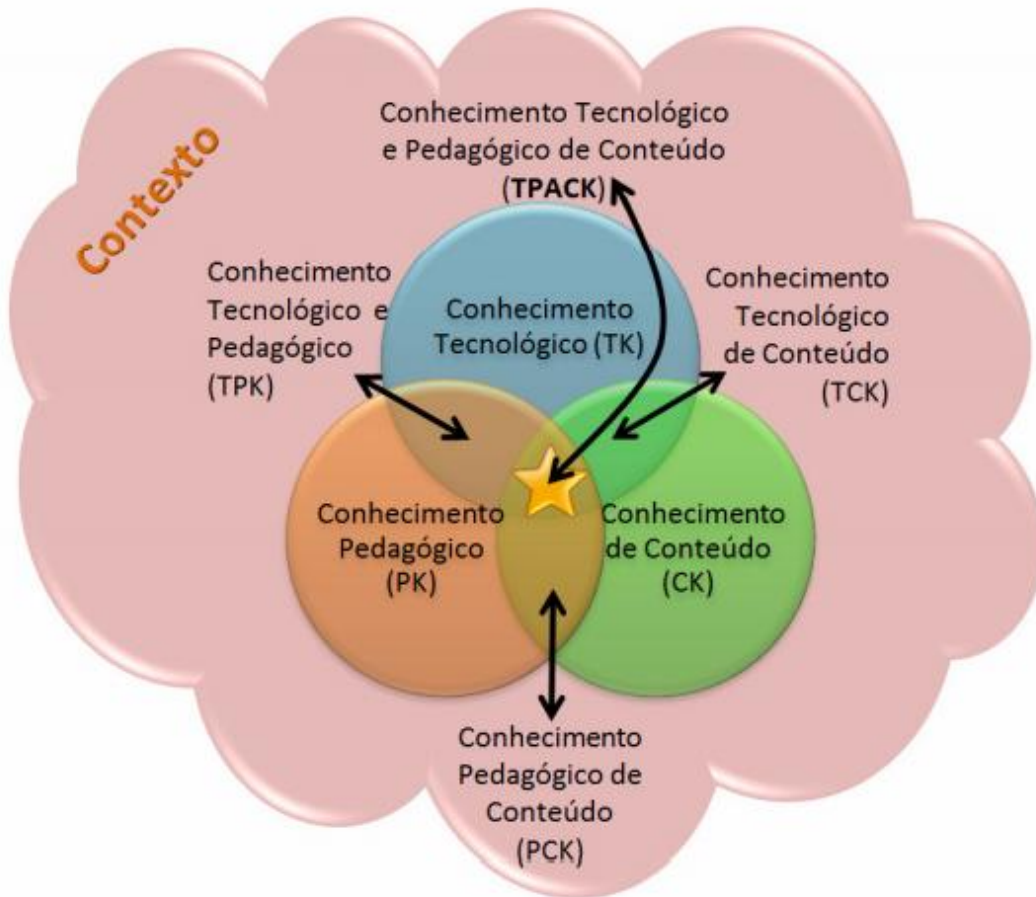 Contexto
Conhecimento Tecnológico
e Pedagógico de Conteúdo
(TPACK)
Conhecimento
Tecnológico e
Pedagógico
(TPK)
Conhecimento
Tecnológico (TK)
Conhecimento
Tecnológico
de Conteúdo
(TCK)
Conhecimento
Pedagógico
(PK)
Conhecimento
de Conteúdo
(CK)
Conhecimento
Pedagógico de
Conteúdo
(PCK)